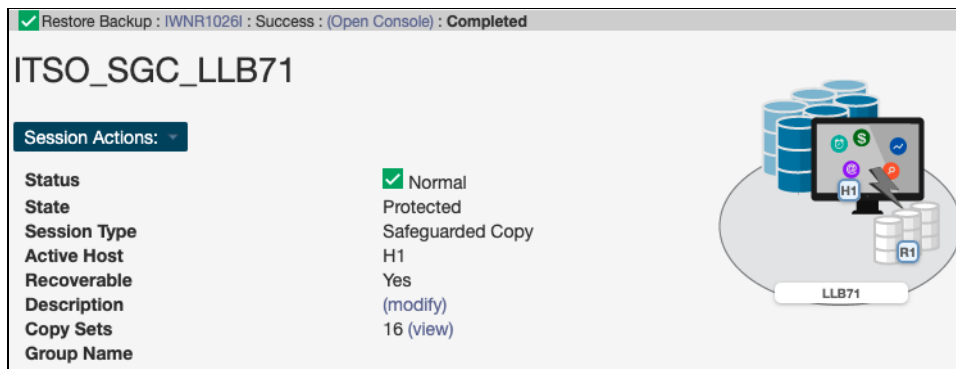 Restore Backup : IWNR1026I : Success : (Open Console) : Completed
ITSO_SGC_LLB71
Session Actions:
Status Normal
State Protected
Session Type Safeguarded Copy
Active Host H1
Recoverable Yes
Description (modify)
Copy Sets 16 (view)
Group Name
$
@
H1
R1
LLB71